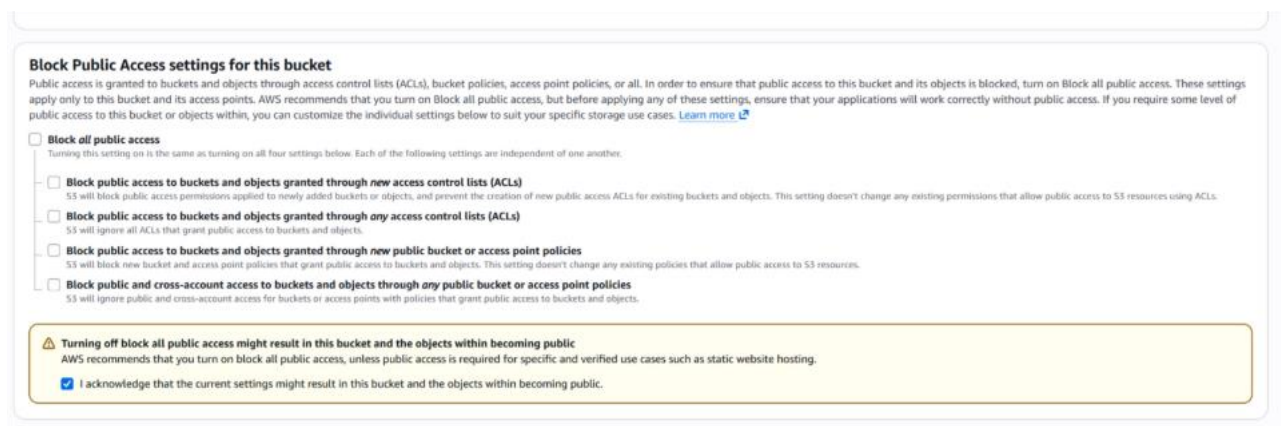 Block Public Access settings for this bucket
Public access is granted to buckets and objects through access control lists (ACLs), bucket policies, access point policies, or all. In order to ensure that public access to this bucket and its objects is blocked, turn on Block all public access. These settings
apply only to this bucket and its access points. AWS recommends that you turn on Block all public access, but before applying any of these settings, ensure that your applications will work correctly without public access. If you require some level of
public access to this bucket or objects within, you can customize the individual settings below to suit your specific storage use cases. Learn more
Block all public access
Turning this setting on is the same as turning on all four settings below. Each of the following settings are independent of one another.
Block public access to buckets and objects granted through new access control lists (ACLs)
S3 will block public access permissions applied to newly added buckets or objects, and prevent the creation of new public access ACLs for existing buckets and objects. This setting doesn't change any existing permissions that allow public access to S3 resources using ACLs.
Block public access to buckets and objects granted through any access control lists (ACLs)
S3 will ignore all ACLs that grant public access to buckets and objects.
Block public access to buckets and objects granted through new public bucket or access point policies
S3 will block new bucket and access point policies that grant public access to buckets and objects. This setting doesn't change any existing policies that allow public access to S3 resources.
Block public and cross-account access to buckets and objects through any public bucket or access point policies
S3 will ignore public and cross-account access for buckets or access points with policies that grant public access to buckets and objects.
Turning off block all public access might result in this bucket and the objects within becoming public
AWS recommends that you turn on block all public access, unless public access is required for specific and verified use cases such as static website hosting.
I acknowledge that the current settings might result in this bucket and the objects within becoming public.